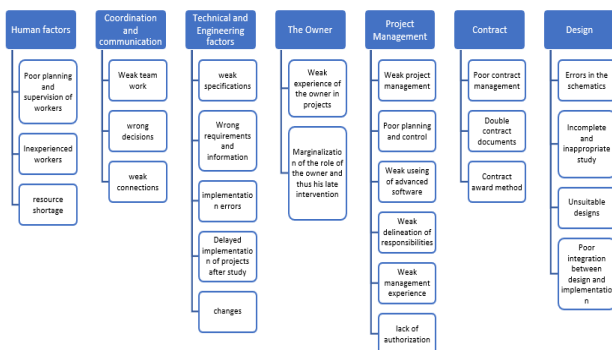 Human factors
Poor planning
and
supervision of
workers
Inexperienced
workers
resource
shortage
Coordination
and
communication
Weak team
work
wrong
decisions
weak
connections
Technical and
Engineering
factors
weak
specifications
Wrong
requirements
and
information
implementatio
n errors
Delayed
implementatio
n of projects
after study
changes
The Owner
Weak
experience of
the owner in
projects
Marginalizatio
n of the role of
the owner and
thus his late
intervention
Project
Management
Weak project
management
Poor planning
and control
Weak useing of
advanced
software
Weak
delineation of
responsibilities
Weak
management
experience
lack of
authorization
Contract
Poor contract
management
Double
contract
documents
Contract
award method
Design
Errors in the
schematics
Incomplete
and
inappropriate
study
Unsuitable
designs
Poor
integration
between
design and
implementatio
n